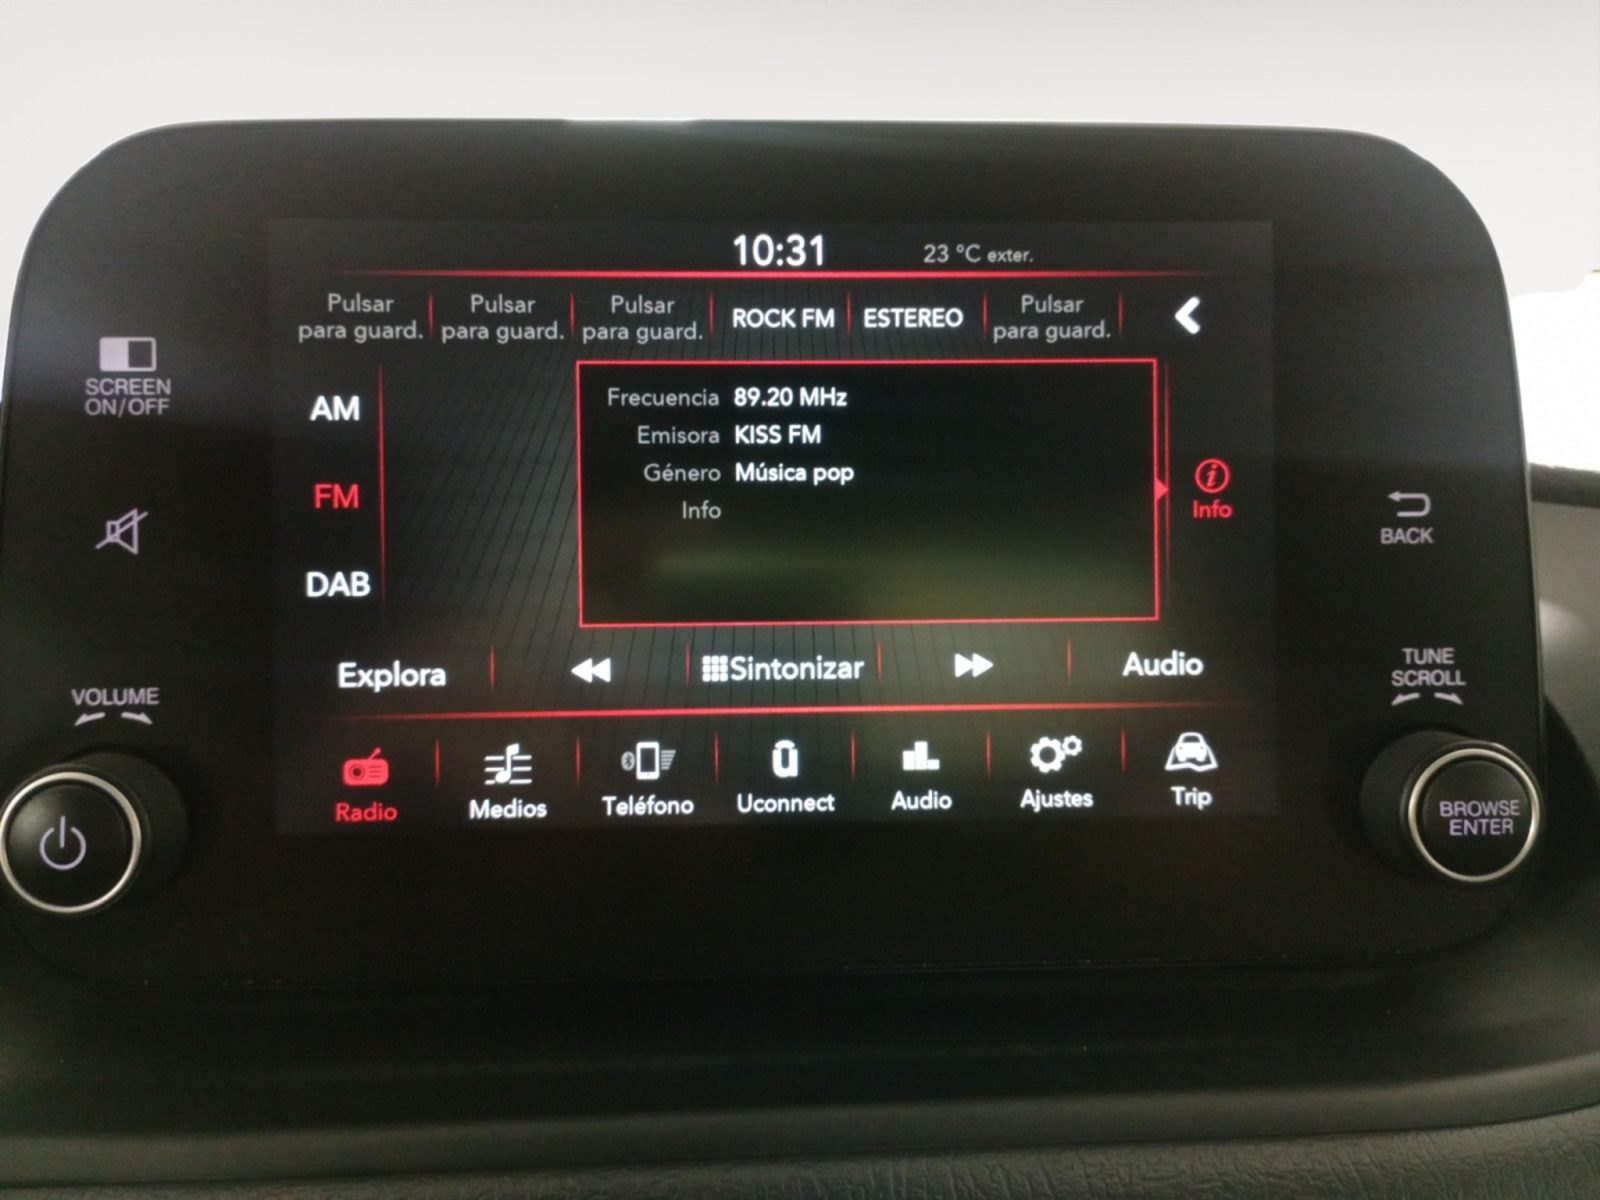 10:31
23 °C exter.
Pulsar
para guard.
Pulsar
para guard.
Pulsar
para guard.
ROCK FM
ESTEREO
Pulsar
para guard.
SCREEN
ON/OFF
AM
FM
DAB
Frecuencia 89.20 MHz
Emisora KISS FM
Género Música pop
Info
Info
BACK
Explora
Sintonizar
Audio
VOLUME
TUNE
SCROLL
Radio
Medios
Teléfono
Uconnect
Audio
Ajustes
Trip
BROWSE
ENTER